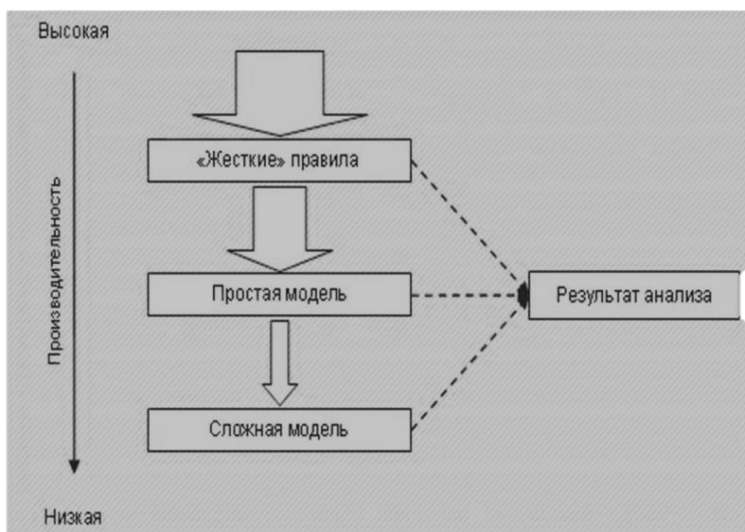 Высокая
«Жесткие» правила
Производительность
Простая модель
Результат анализа
Сложная модель
Низкая